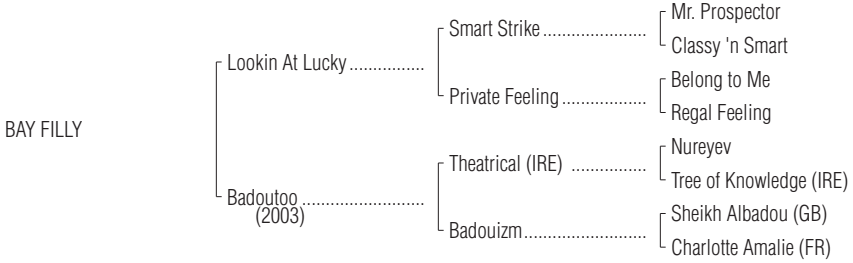 Mr. Prospector
Smart Strike ......................
Classy 'n Smart
Lookin At Lucky ................
Belong to Me
Private Feeling ..................
Regal Feeling
BAY FILLY
Nureyev
Theatrical (IRE) ................
Tree of Knowledge (IRE)
Badoutoo ..........................
(2003)
Sheikh Albadou (GB)
Badouizm ..........................
Charlotte Amalie (FR)